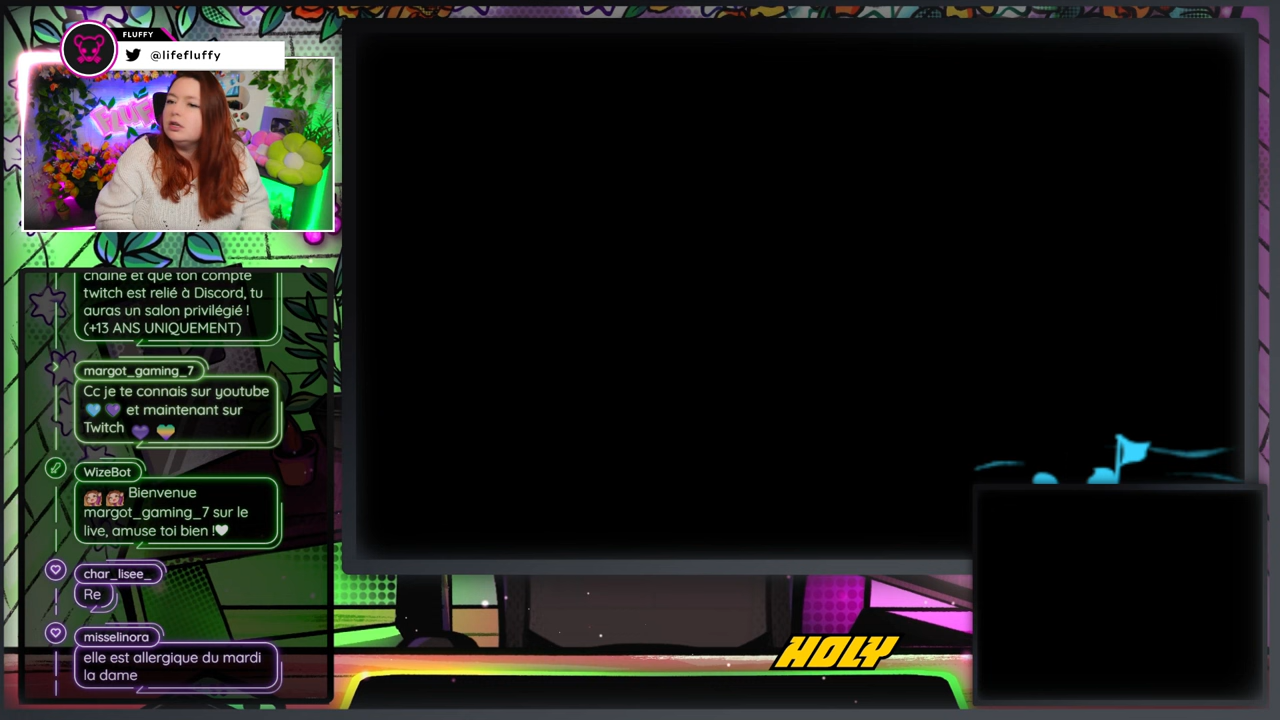 FLUFFY
@lifefluffy
FLUF
chaine et que ton compte
twitch est relié à Discord, tu
auras un salon privilégié !
(+13 ANS UNIQUEMENT)
margot_gaming_7
Cc je te connais sur youtube
et maintenant sur
Twitch
WizeBot
Bienvenue
margot_gaming_7 sur le
live, amuse toi bien !
char_lisee_
Re
misselinora
elle est allergique du mardi
la dame
HOLY